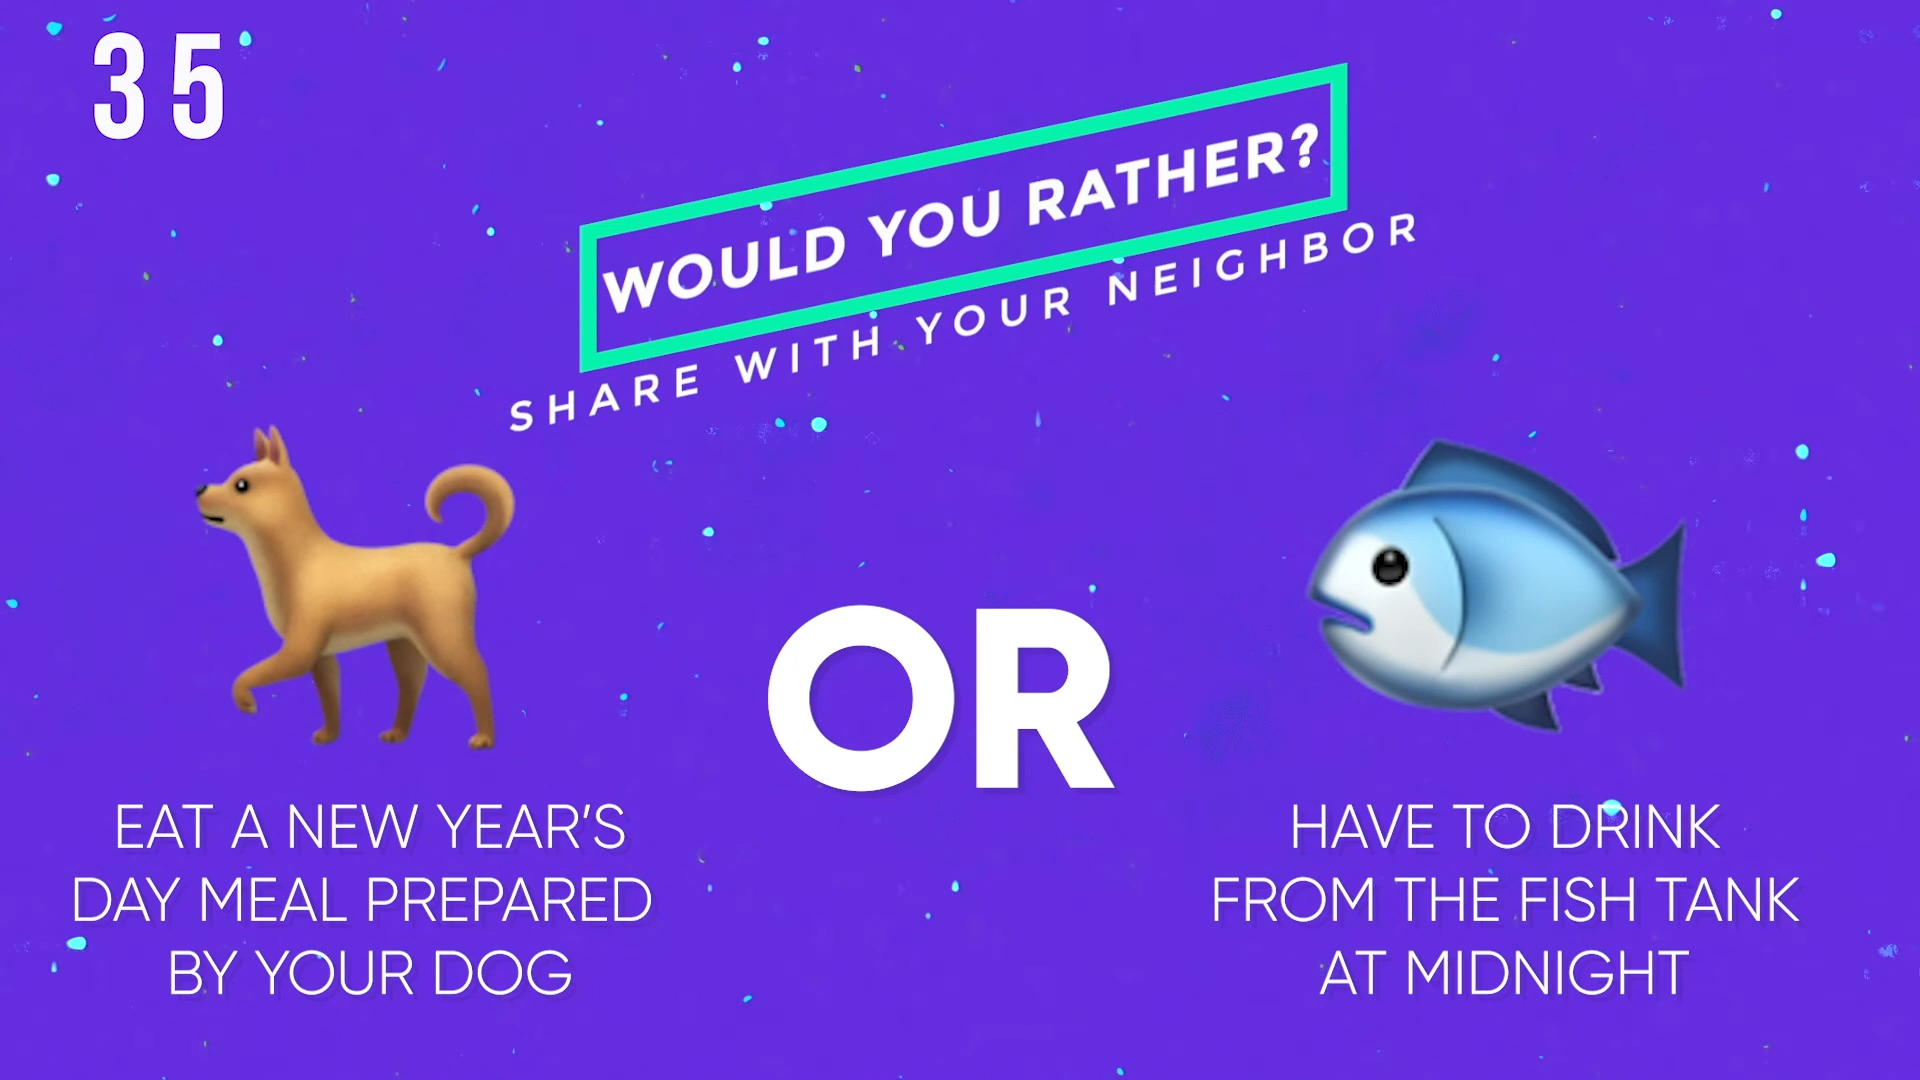 35
WOULD YOU RATHER?
SHARE WITH YOUR NEIGHBOR
OR
EAT A NEW YEAR'S
DAY MEAL PREPARED
BY YOUR DOG
HAVE TO DRINK
FROM THE FISH TANK
AT MIDNIGHT